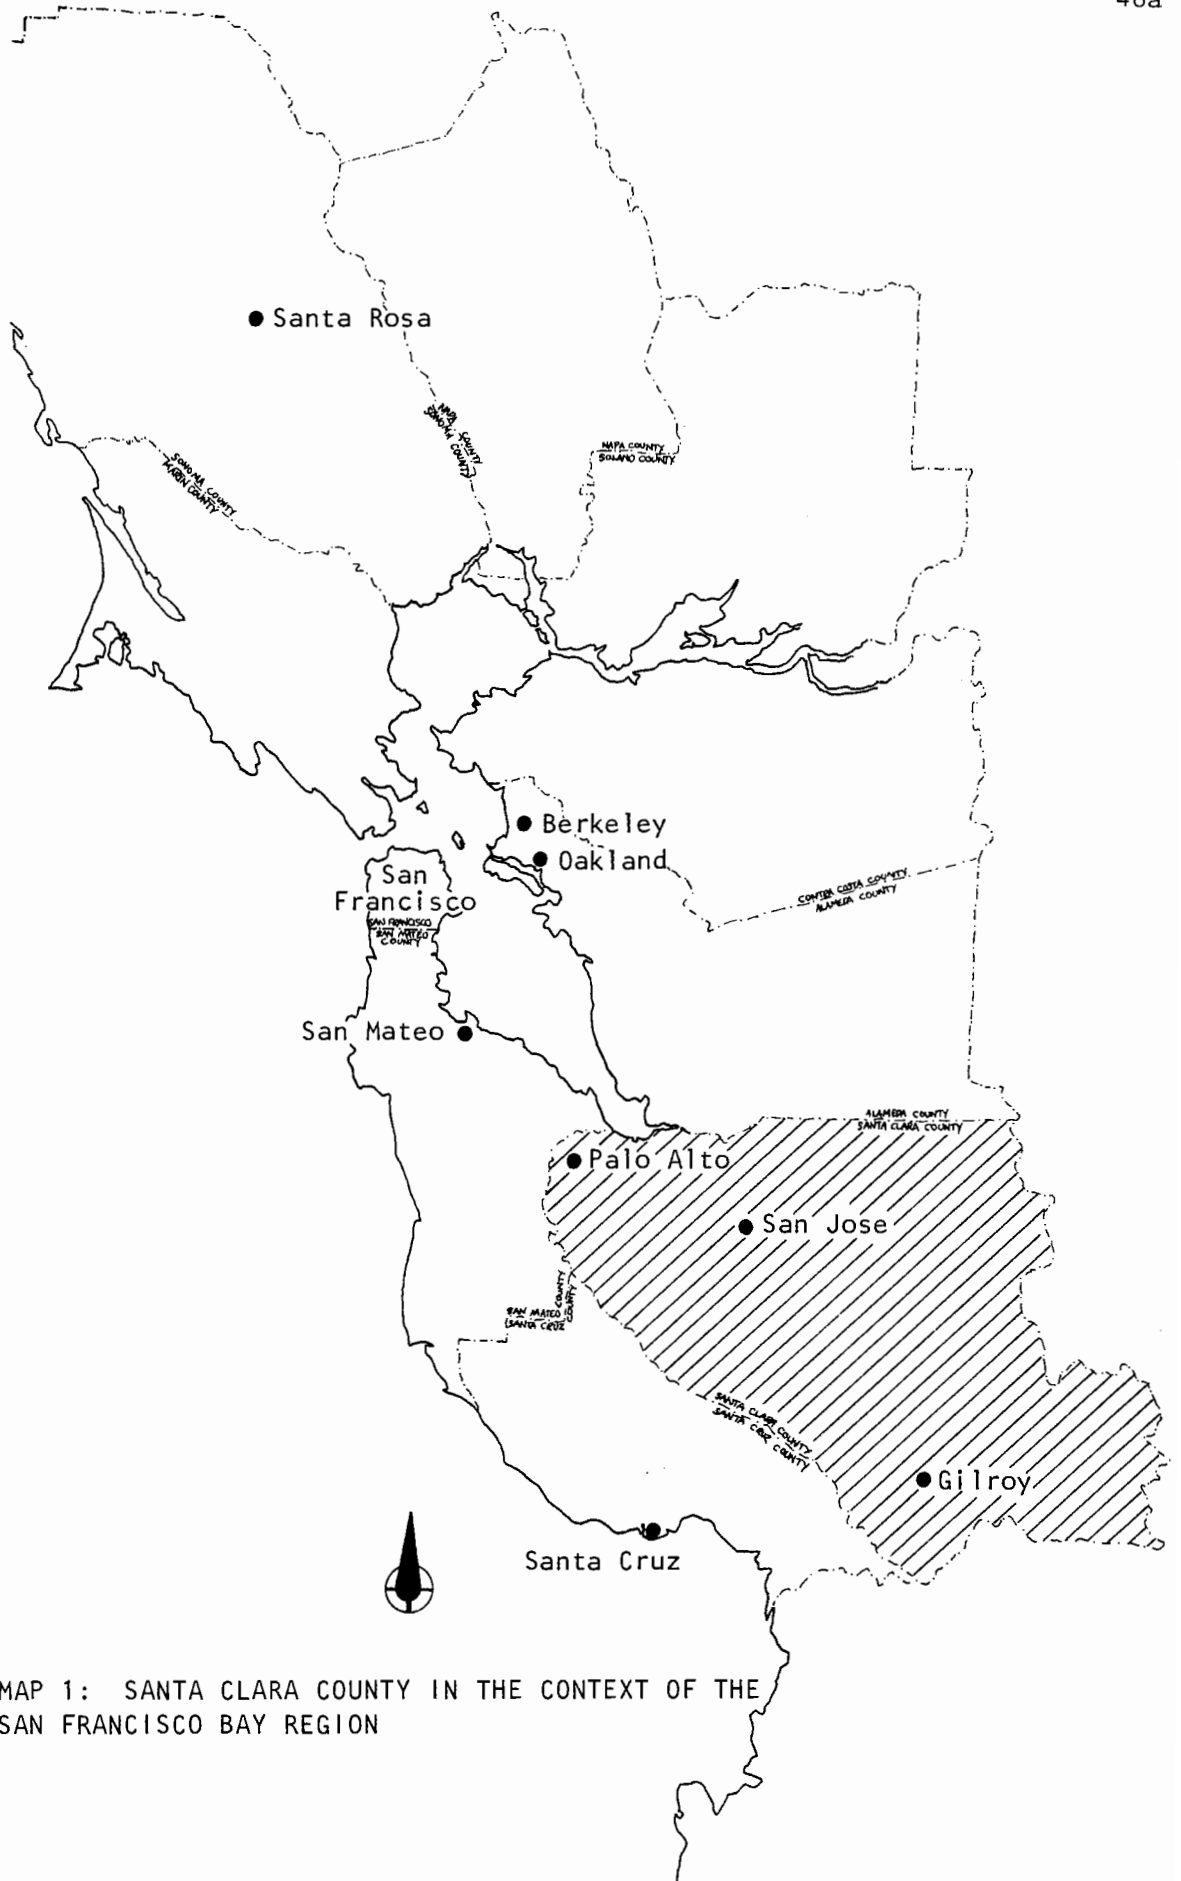 46a
Santa Rosa
NAPA COUNTY
SONOMA COUNTY
NAPA COUNTY
SOLANO COUNTY
SONOMA COUNTY
MARIN COUNTY
Berkeley
Oakland
San
Francisco
CONTRA COSTA COUNTY
ALAMEDA COUNTY
SAN FRANCISCO
SAN MATEO
COUNTY
San Mateo
ALAMEDA COUNTY
SANTA CLARA COUNTY
Palo Alto
San Jose
SAN MATEO COUNTY
SANTA CRUZ COUNTY
SANTA CLARA COUNTY
SANTA CRUZ COUNTY
Gilroy
Santa Cruz
MAP 1: SANTA CLARA COUNTY IN THE CONTEXT OF THE
SAN FRANCISCO BAY REGION